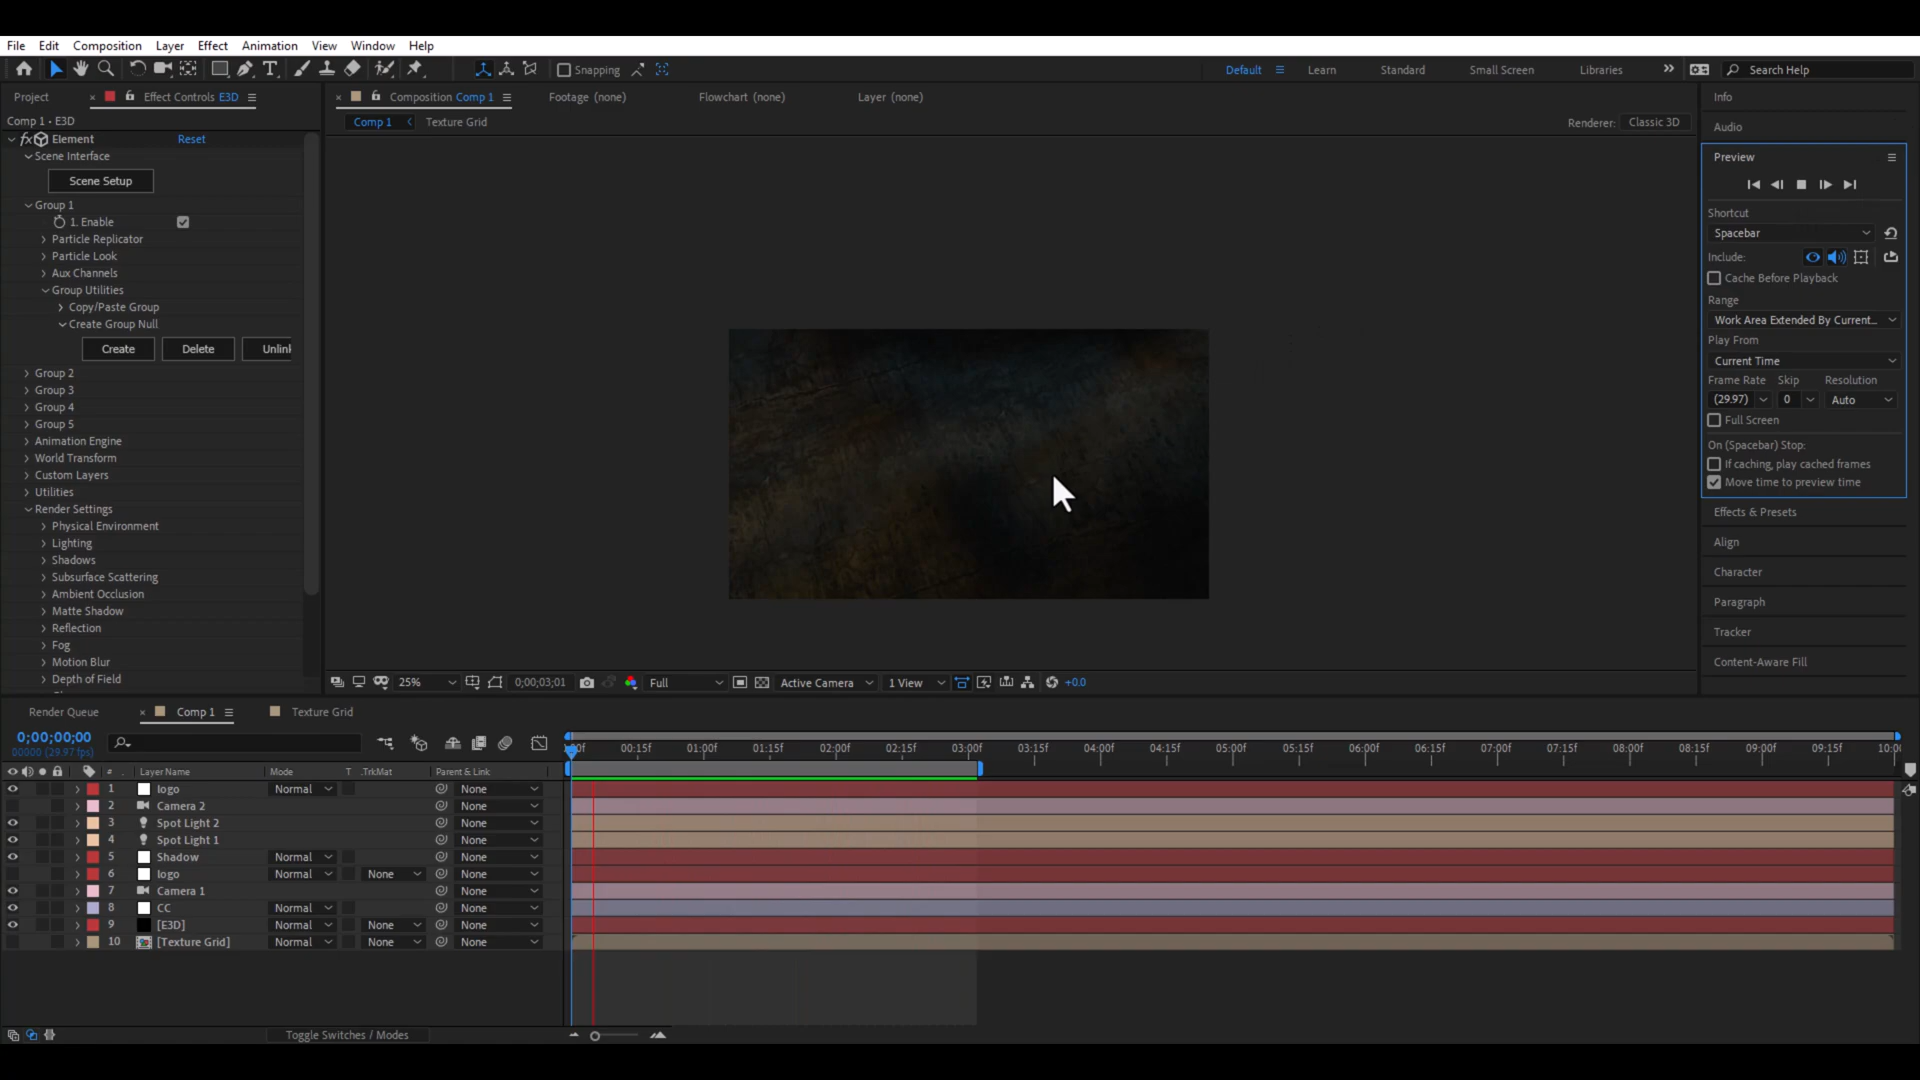 File Edit Composition Layer Effect Animation View Window Help
Snapping Default Learn Standard Small Screen Libraries Search Help
Project Effect Controls E3D
Composition Comp 1 Footage (none) Flowchart (none) Layer (none)
Comp 1 • E3D
Comp 1 Texture Grid Renderer: Classic 3D
fx Element Reset
Scene Interface
Scene Setup
Group 1
1. Enable
Particle Replicator
Particle Look
Aux Channels
Group Utilities
Copy/Paste Group
Create Group Null
Create Delete Unlin
Group 2
Group 3
Group 4
Group 5
Animation Engine
World Transform
Custom Layers
Utilities
Render Settings
Physical Environment
Lighting
Shadows
Subsurface Scattering
Ambient Occlusion
Matte Shadow
Reflection
Fog
Motion Blur
Depth of Field
25% 0;00;03;01 Full Active Camera 1 View +0.0
Info
Audio
Preview
Shortcut
Spacebar
Include:
Cache Before Playback
Range
Work Area Extended By Current...
Play From
Current Time
Frame Rate Skip Resolution
(29.97) 0 Auto
Full Screen
On (Spacebar) Stop:
If caching, play cached frames
Move time to preview time
Effects & Presets
Align
Character
Paragraph
Tracker
Content-Aware Fill
Render Queue Comp 1 Texture Grid
0;00;00;00
00000 (29.97 fps)
:00f 00:15f 01:00f 01:15f 02:00f 02:15f 03:00f 03:15f 04:00f 04:15f 05:00f 05:15f 06:00f 06:15f 07:00f 07:15f 08:00f 08:15f 09:00f 09:15f 10:00
# Layer Name Mode T .TrkMat Parent & Link
1 logo Normal None
2 Camera 2 None
3 Spot Light 2 None
4 Spot Light 1 None
5 Shadow Normal None
6 logo Normal None None
7 Camera 1 None
8 CC Normal None
9 [E3D] Normal None None
10 [Texture Grid] Normal None None
Toggle Switches / Modes